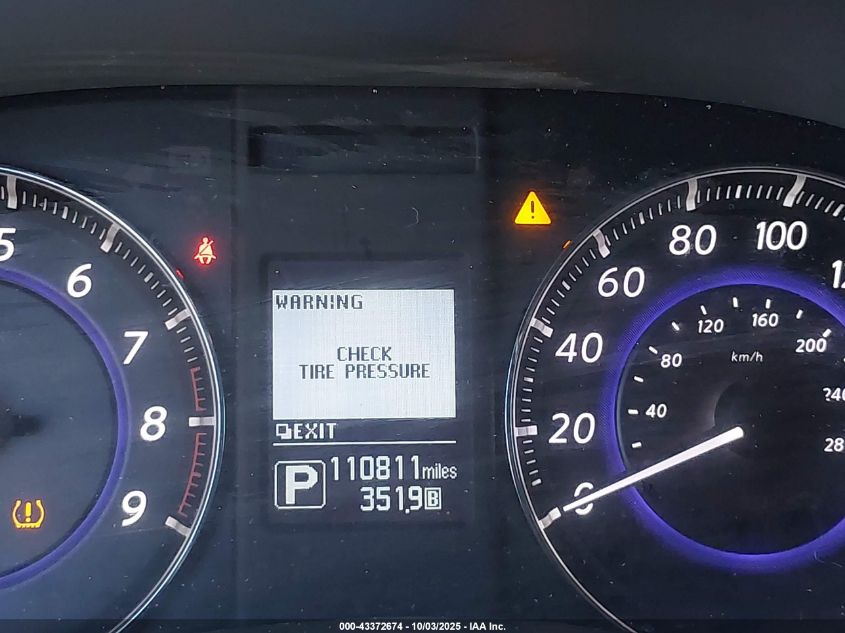 5
6
7
8
9
WARNING
CHECK
TIRE PRESSURE
EXIT
P 110811 miles
351.9 B
0
20
40
60
80
100
40
80
120
160
200
240
km/h
000-43372674 - 10/03/2025 - IAA Inc.